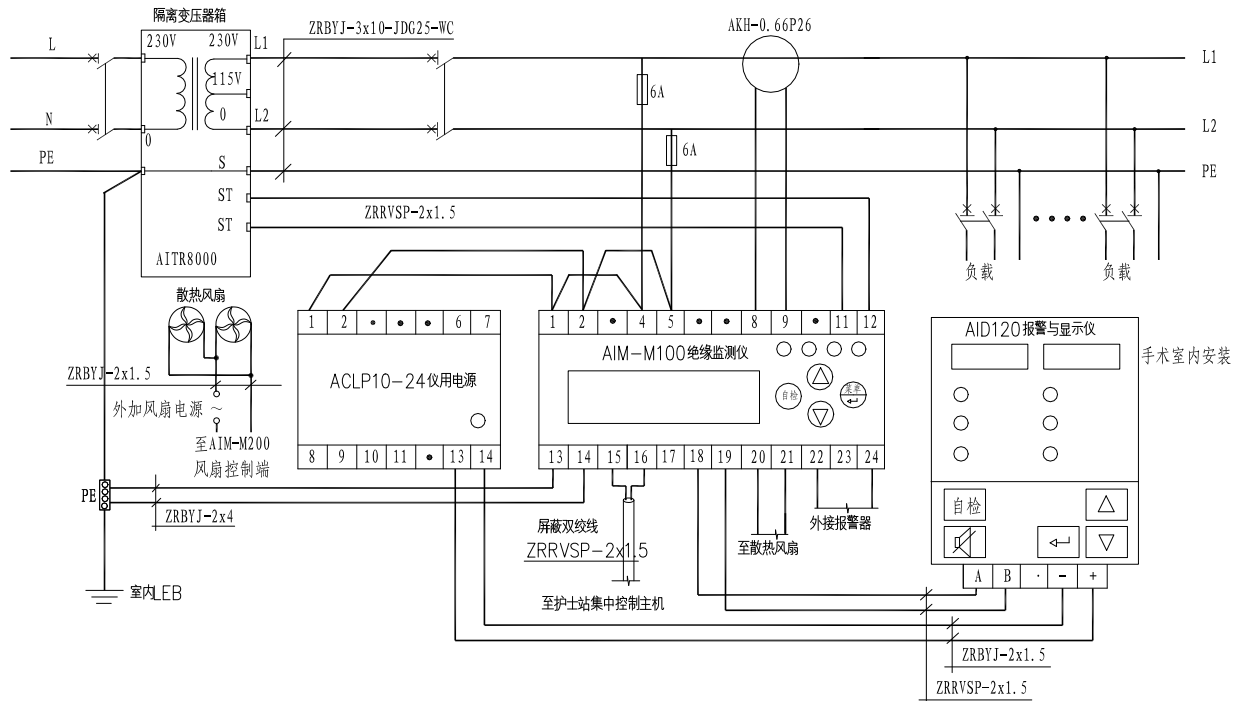 隔离变压器箱
AKH-0.66P26
L
230V 230V
L1
ZRBYJ-3x10-JDG25-WC
L1
115V
6A
N
0
L2
L2
0
6A
PE
S
PE
ST
ZRRVSP-2x1.5
ST
AITR8000
负载
负载
散热风扇
1 2 • • • 6 7
1 2 • 4 5 • • 8 9 • 11 12
AID120报警与显示仪
AIM-M100绝缘监测仪
手术室内安装
ZRBYJ-2x1.5
ACLP10-24仪用电源
自检
菜单
外加风扇电源 ~
至AIM-M200
风扇控制端
8 9 10 11 • 13 14
13 14 15 16 17 18 19 20 21 22 23 24
PE
自检
ZRBYJ-2x4
屏蔽双绞线
外接报警器
ZRRVSP-2x1.5
至散热风扇
A B · - +
室内LEB
至护士站集中控制主机
ZRBYJ-2x1.5
ZRRVSP-2x1.5